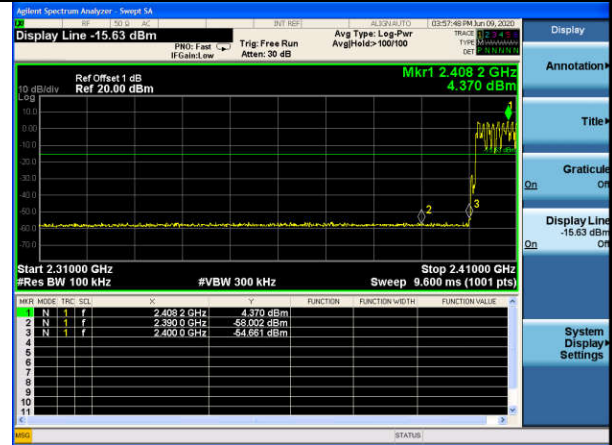 Agilent Spectrum Analyzer - Swept SA
RF 50 Ω AC INT REF ALIGN AUTO 03:57:48 PM Jun 09, 2020
Display Line -15.63 dBm
PNO: Fast
IFGain:Low
Trig: Free Run
Atten: 30 dB
Avg Type: Log-Pwr
Avg|Hold:>100/100
TRACE 1 2 3 4 5 6
TYPE M
DET P N N N N N
Display
Mkr1 2.408 2 GHz
4.370 dBm
Ref Offset 1 dB
Ref 20.00 dBm
10 dB/div
Log
10.0
0.00
-10.0
-20.0
-30.0
-40.0
-50.0
-60.0
-70.0
1
2
3
Start 2.31000 GHz
Stop 2.41000 GHz
#Res BW 100 kHz
#VBW 300 kHz
Sweep 9.600 ms (1001 pts)
MKR MODE TRC SCL X Y FUNCTION FUNCTION WIDTH FUNCTION VALUE
1 N 1 f 2.408 2 GHz 4.370 dBm
2 N 1 f 2.390 0 GHz -58.002 dBm
3 N 1 f 2.400 0 GHz -54.661 dBm
4
5
6
7
8
9
10
11
Annotation
Title
Graticule
On Off
Display Line
-15.63 dBm
On Off
System
Display
Settings
MSG
STATUS